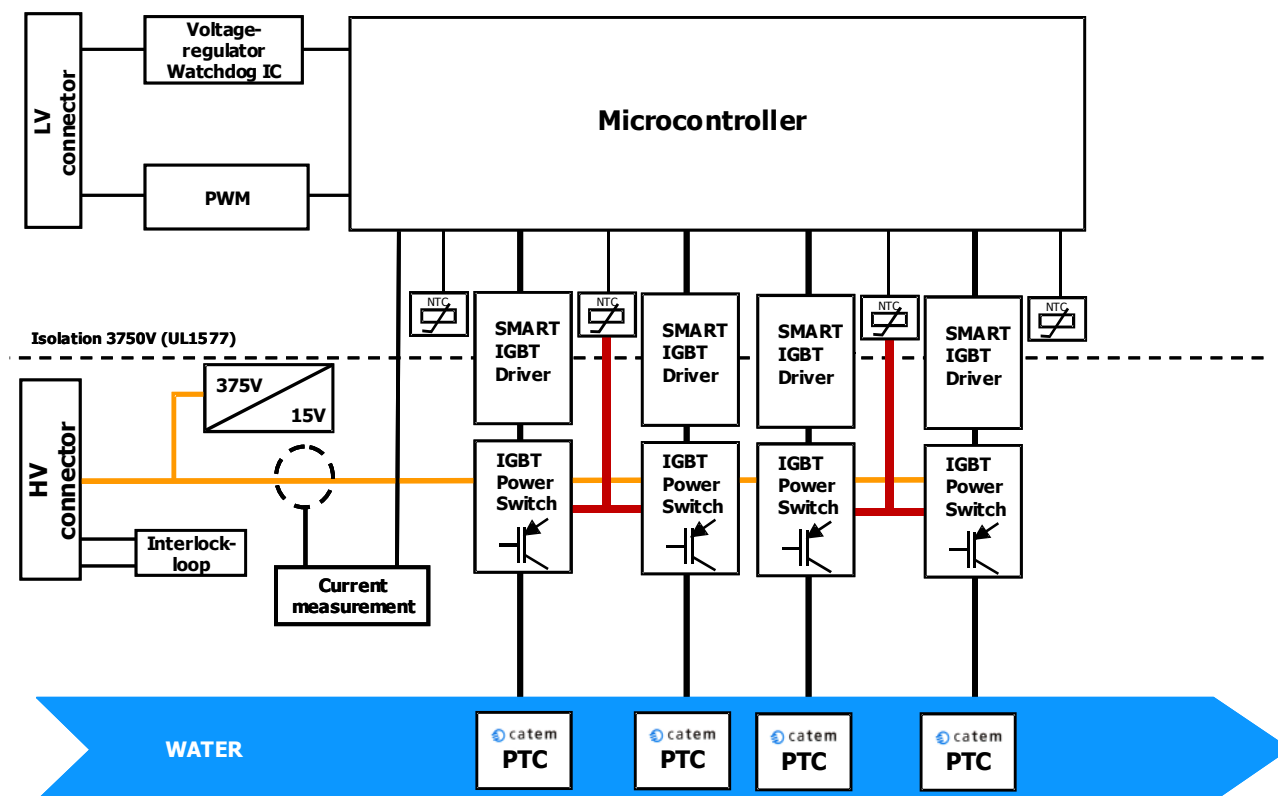 Voltage-
regulator
Watchdog IC
LV
connector
Microcontroller
PWM
NTC
NTC
NTC
NTC
SMART
IGBT
Driver
SMART
IGBT
Driver
SMART
IGBT
Driver
SMART
IGBT
Driver
Isolation 3750V (UL1577)
375V
15V
HV
connector
IGBT
Power
Switch
IGBT
Power
Switch
IGBT
Power
Switch
IGBT
Power
Switch
Interlock-
loop
Current
measurement
WATER
catem
PTC
catem
PTC
catem
PTC
catem
PTC